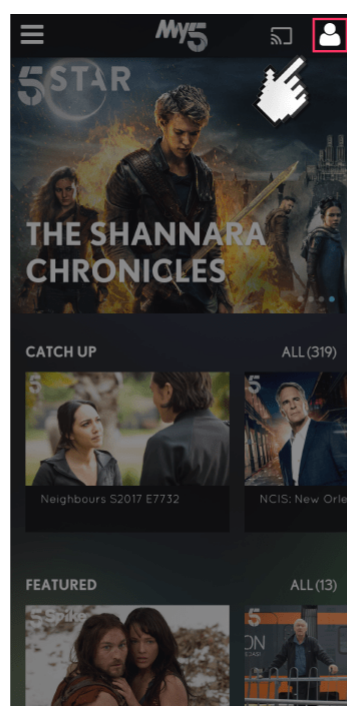 My5
5STAR
THE SHANNARA
CHRONICLES
CATCH UP ALL (319)
5 5
Neighbours S2017 E7732 NCIS: New Orle
FEATURED ALL (13)
5Spike 5
ON